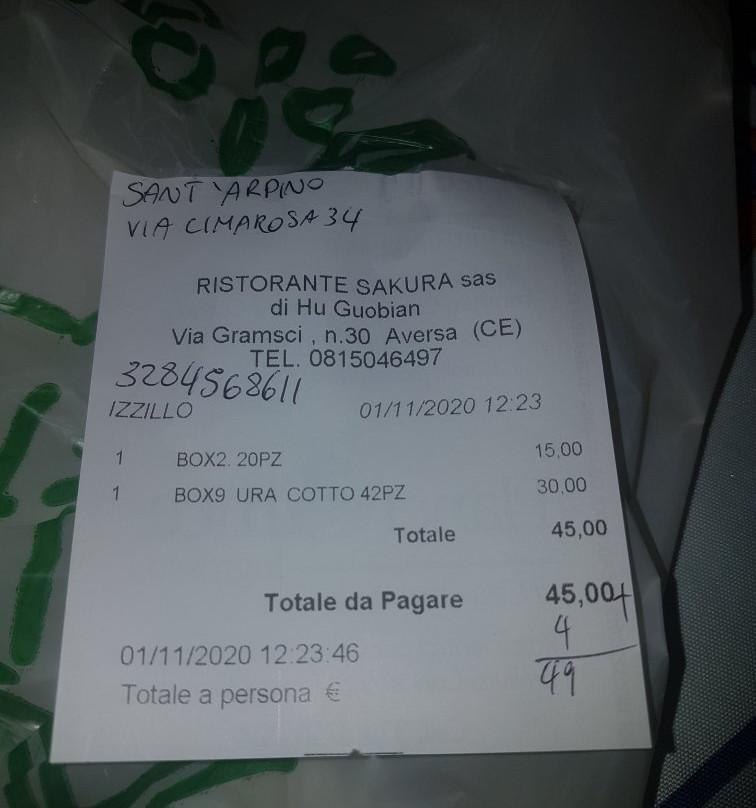 SANT'ARPINO
VIA CIMAROSA 34
RISTORANTE SAKURA sas
di Hu Guobian
Via Gramsci , n.30 Aversa (CE)
TEL. 0815046497
3284568611
IZZILLO 01/11/2020 12:23
1 BOX2. 20PZ 15,00
1 BOX9 URA COTTO 42PZ 30,00
Totale 45,00
Totale da Pagare 45,00+
4
49
01/11/2020 12:23:46
Totale a persona €